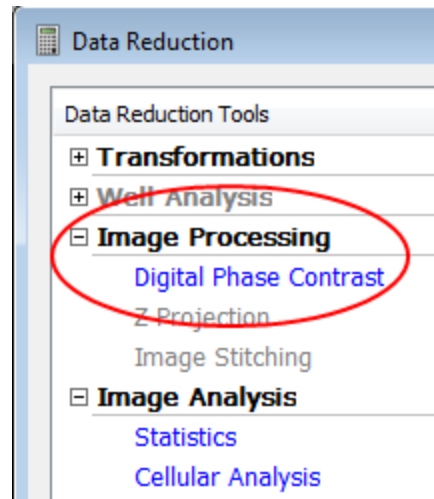 Data Reduction
Data Reduction Tools
Transformations
Well Analysis
Image Processing
Digital Phase Contrast
Z Projection
Image Stitching
Image Analysis
Statistics
Cellular Analysis